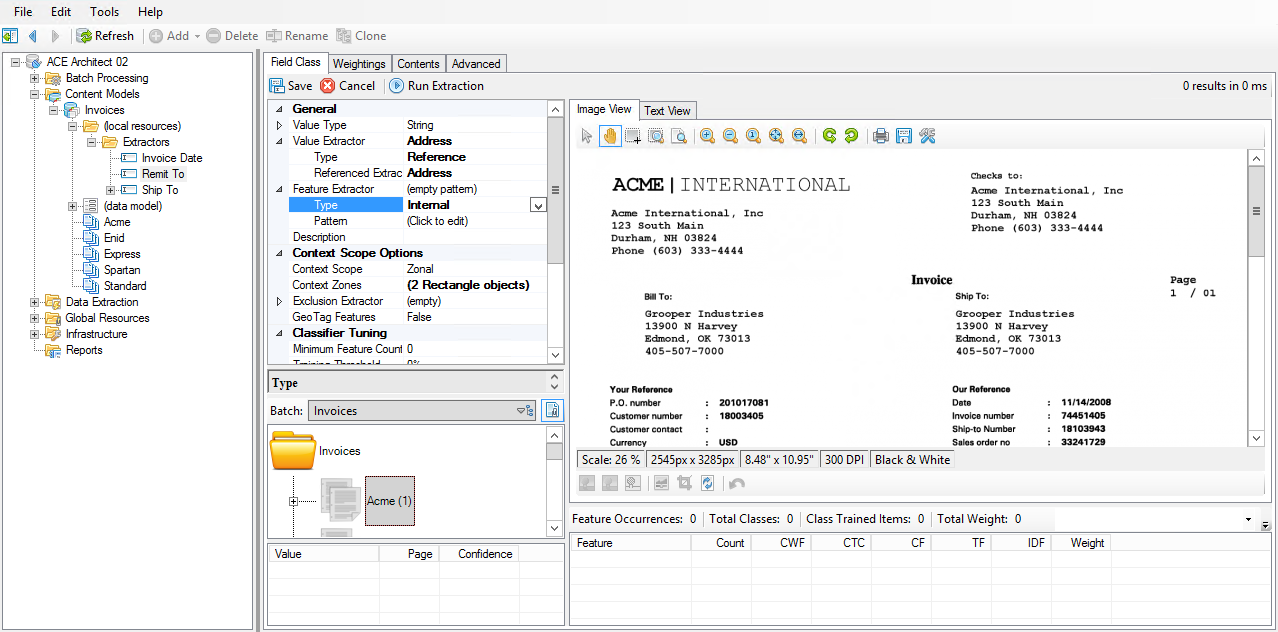 File Edit Tools Help
Refresh Add Delete Rename Clone
ACE Architect 02
Batch Processing
Content Models
Invoices
(local resources)
Extractors
Invoice Date
Remit To
Ship To
(data model)
Acme
Enid
Express
Spartan
Standard
Data Extraction
Global Resources
Infrastructure
Reports
Field Class Weightings Contents Advanced
Save Cancel Run Extraction 0 results in 0 ms
General
Value Type String
Value Extractor Address
Type Reference
Referenced Extrac Address
Feature Extractor (empty pattern)
Type Internal
Pattern (Click to edit)
Description
Context Scope Options
Context Scope Zonal
Context Zones (2 Rectangle objects)
Exclusion Extractor (empty)
GeoTag Features False
Classifier Tuning
Minimum Feature Count 0
Training Threshold 0%
Type
Batch: Invoices
Invoices
Acme (1)
Value Page Confidence
Image View Text View
ACME|INTERNATIONAL
Acme International, Inc
123 South Main
Durham, NH 03824
Phone (603) 333-4444
Checks to:
Acme International, Inc
123 South Main
Durham, NH 03824
Phone (603) 333-4444
Invoice
Page
1 / 01
Bill To:
Grooper Industries
13900 N Harvey
Edmond, OK 73013
405-507-7000
Ship To:
Grooper Industries
13900 N Harvey
Edmond, OK 73013
405-507-7000
Your Reference
P.O. number : 201017081
Customer number : 18003405
Customer contact :
Currency : USD
Our Reference
Date : 11/14/2008
Invoice number : 74451405
Ship-to Number : 18103943
Sales order no : 33241729
Scale: 26 % 2545px x 3285px 8.48" x 10.95" 300 DPI Black & White
Feature Occurrences: 0 Total Classes: 0 Class Trained Items: 0 Total Weight: 0
Feature Count CWF CTC CF TF IDF Weight